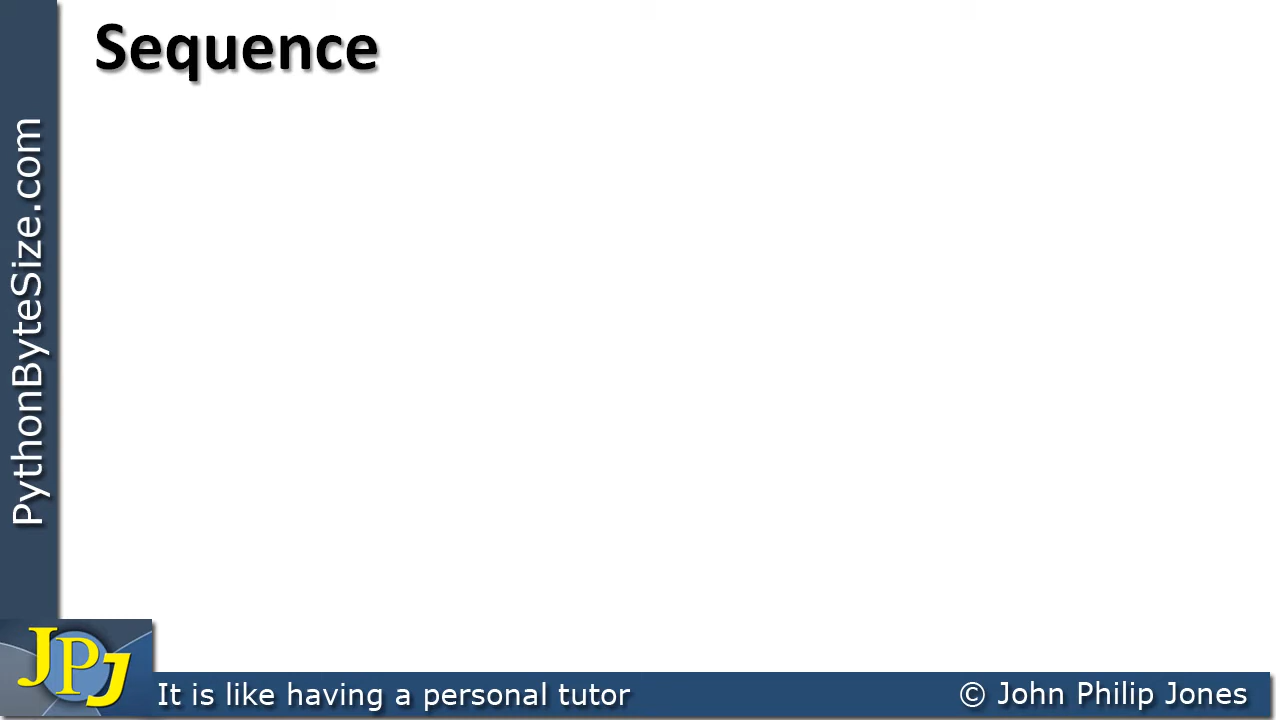 Sequence
PythonByteSize.com
JPJ
It is like having a personal tutor
© John Philip Jones